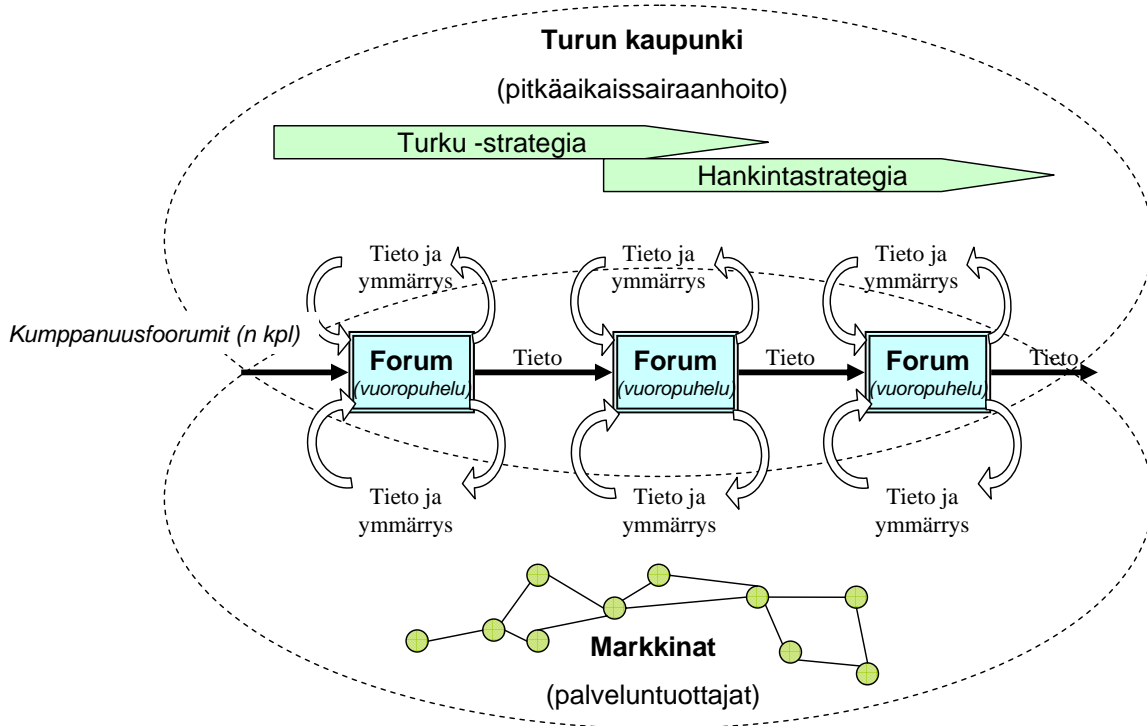 Turun kaupunki
(pitkäaikaissairaanhoito)
Turku -strategia
Hankintastrategia
Tieto ja
ymmärrys
Tieto ja
ymmärrys
Tieto ja
ymmärrys
Kumppanuusfoorumit (n kpl)
Forum
(vuoropuhelu)
Tieto
Forum
(vuoropuhelu)
Tieto
Forum
(vuoropuhelu)
Tieto
Tieto ja
ymmärrys
Tieto ja
ymmärrys
Tieto ja
ymmärrys
Markkinat
(palveluntuottajat)